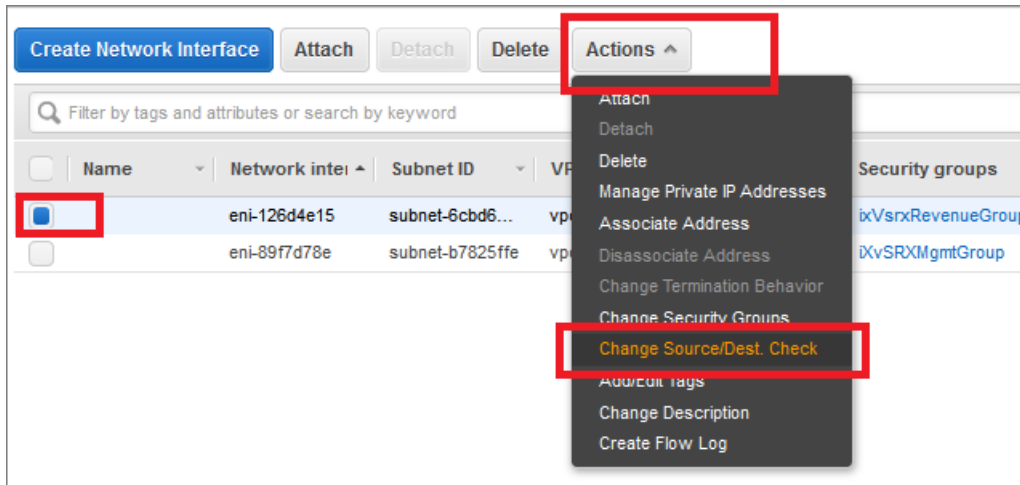 Create Network Interface Attach Detach Delete Actions
Filter by tags and attributes or search by keyword
Name Network inter Subnet ID VP Security groups
eni-126d4e15 subnet-6cbd6... vpc ixVsrxRevenueGroup
eni-89f7d78e subnet-b7825ffe vpc iXvSRXMgmtGroup
Attach
Detach
Delete
Manage Private IP Addresses
Associate Address
Disassociate Address
Change Termination Behavior
Change Security Groups
Change Source/Dest. Check
Add/Edit Tags
Change Description
Create Flow Log